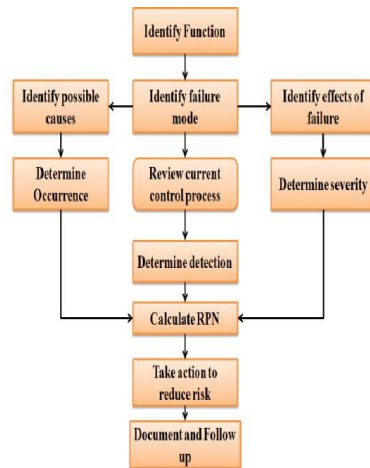 Identify Function
Identify possible
causes
Identify failure
mode
Identify effects of
failure
Determine
Occurrence
Review current
control process
Determine severity
Determine detection
Calculate RPN
Take action to
reduce risk
Document and Follow
up